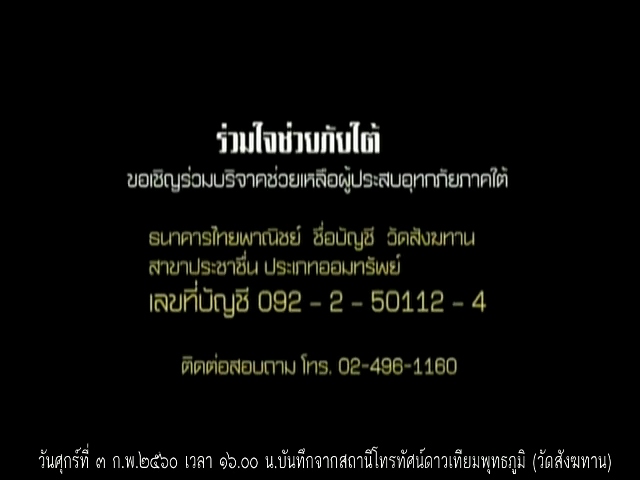 ร่วมใจช่วยภัยใต้
ขอเชิญร่วมบริจาคช่วยเหลือผู้ประสบอุทกภัยภาคใต้
ธนาคารไทยพาณิชย์ ชื่อบัญชี วัดสังฆทาน
สาขาประชาชื่น ประเภทออมทรัพย์
เลขที่บัญชี 092 - 2 - 50112 - 4
ติดต่อสอบถาม โทร. 02-496-1160
วันศุกร์ที่ ๓ ก.พ.๒๕๖๐ เวลา ๑๖.๐๐ น.บันทึกจากสถานีโทรทัศน์ดาวเทียมพุทธภูมิ (วัดสังฆทาน)